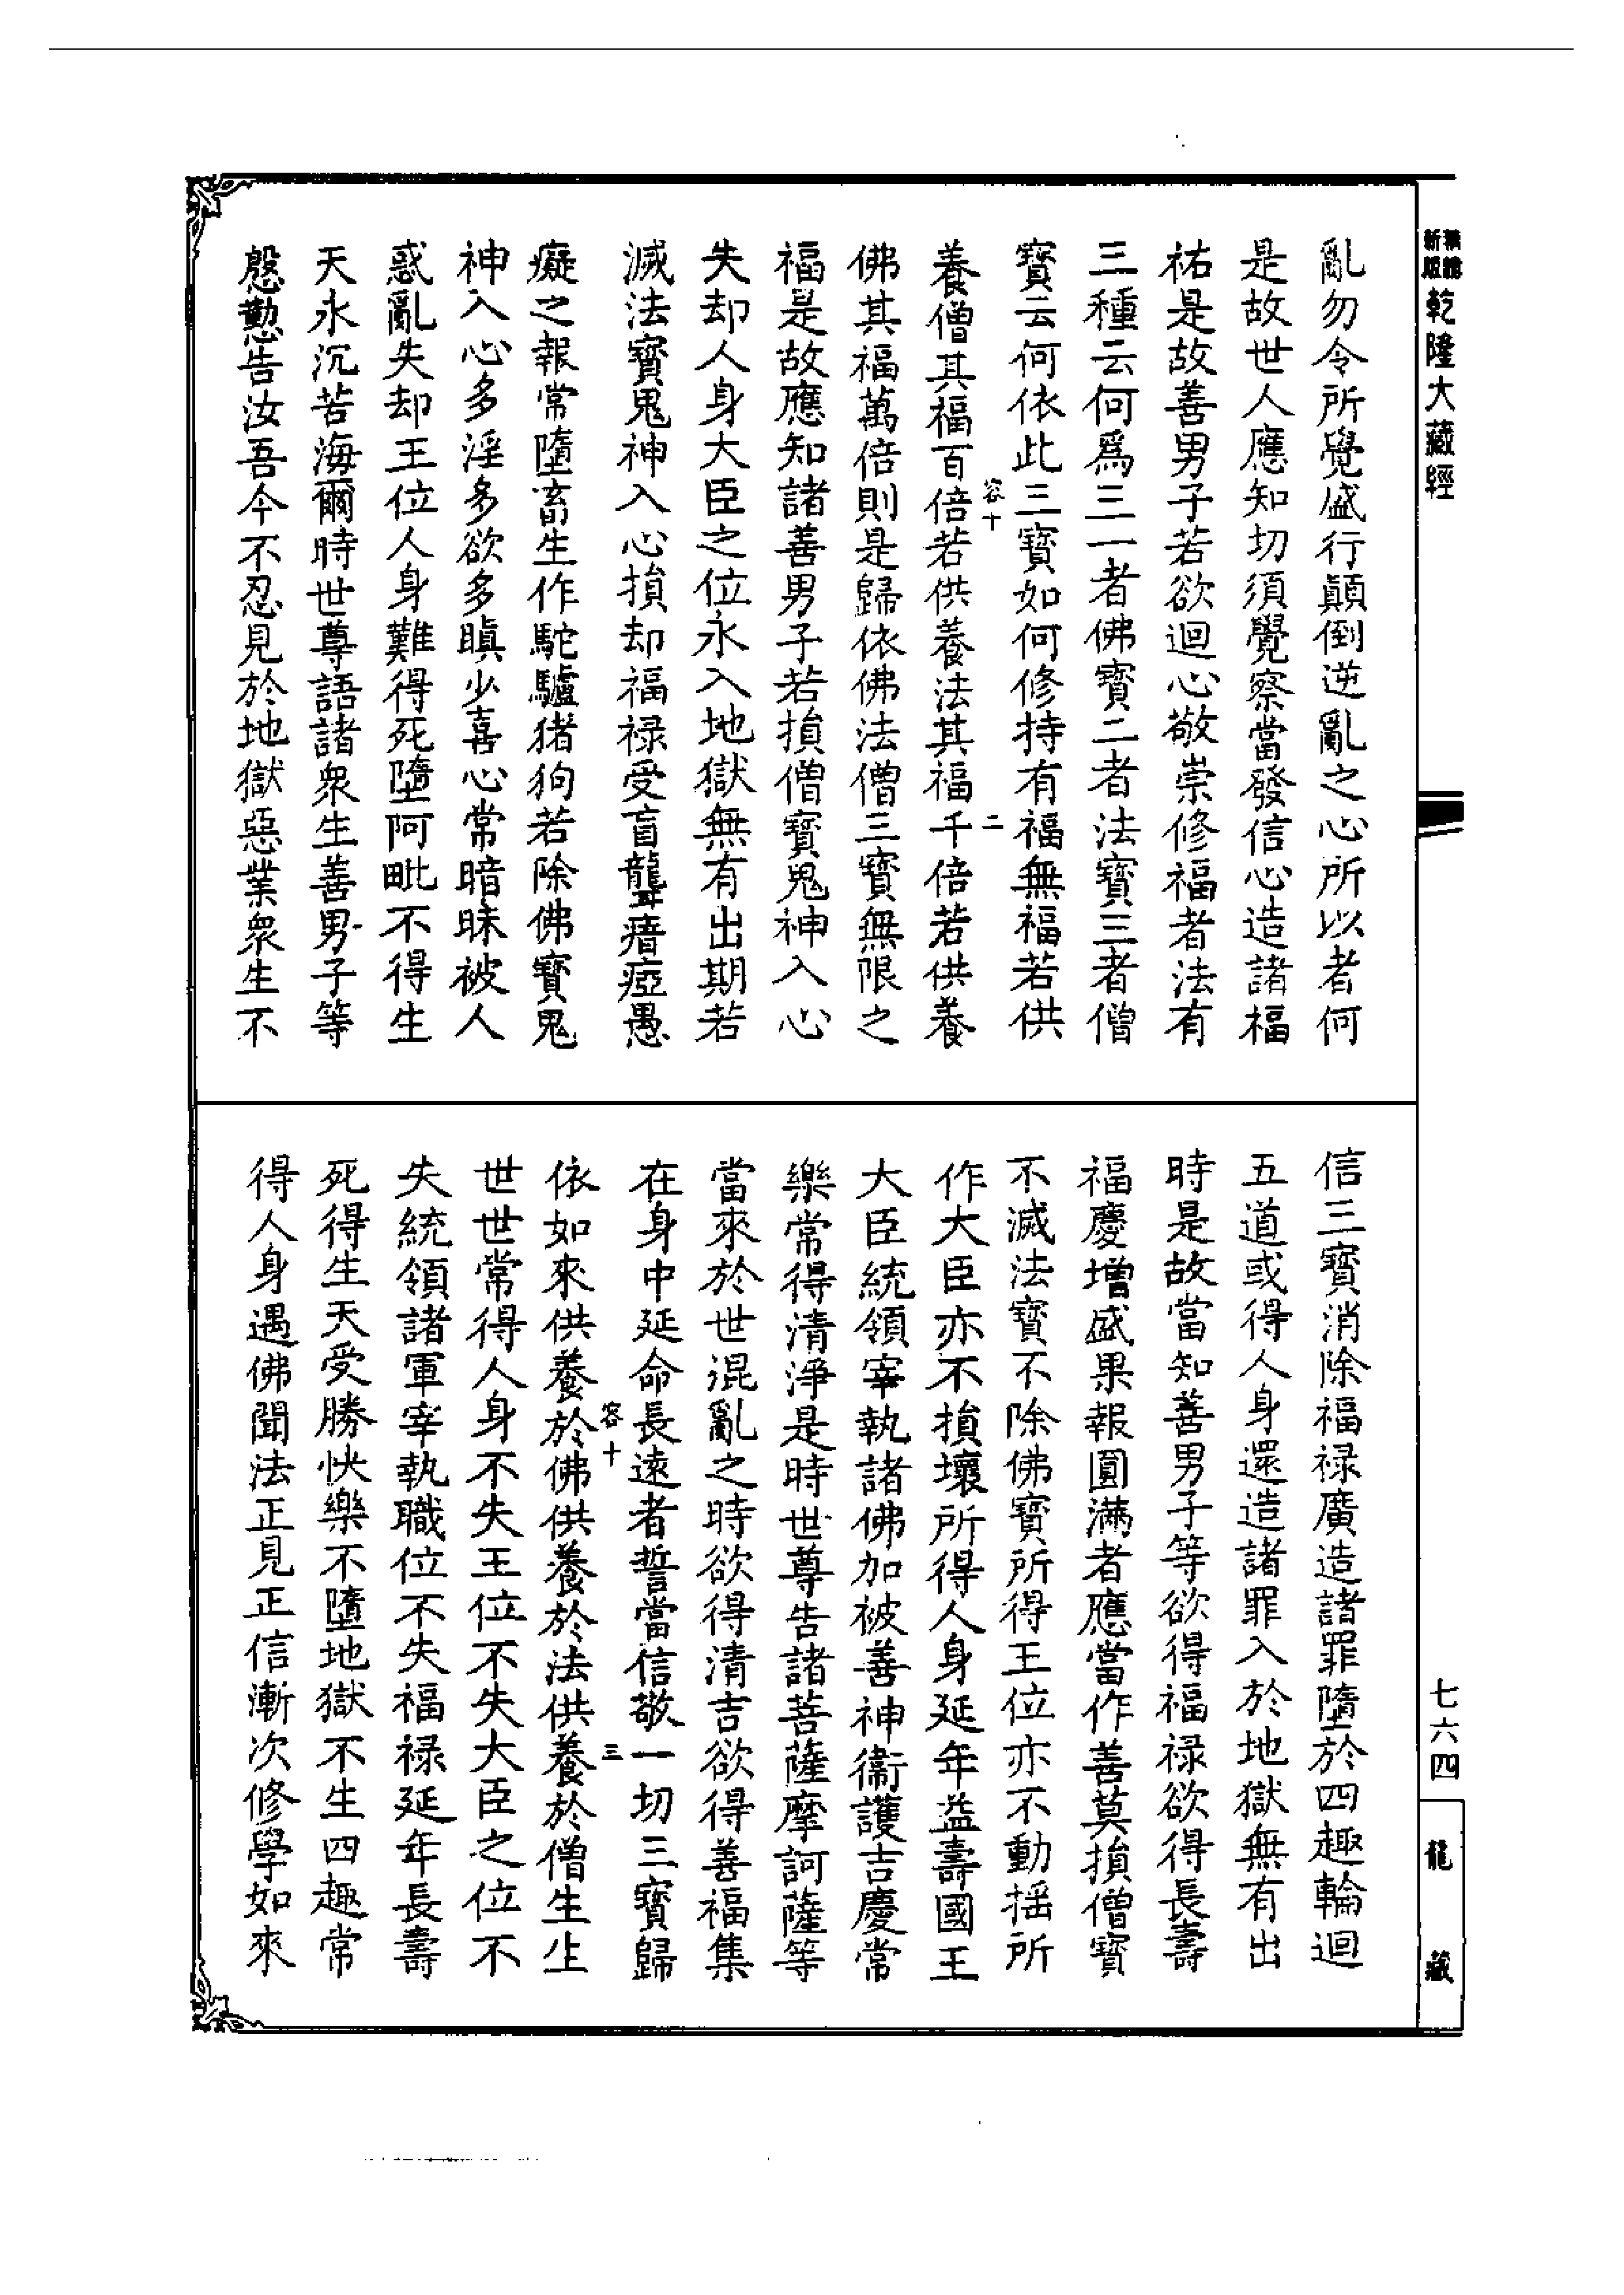 新版
乾隆大藏經
亂勿令所覺盛行顛倒逆亂之心所以者何
是故世人應知切須覺察當發信心造諸福
祐是故善男子若欲迴心敬崇修福者法有
三種云何爲三一者佛寶二者法寶三者僧
寶云何依此三寶如何修持有福無福若供
容十 二
養僧其福百倍若供養法其福千倍若供養
佛其福萬倍則是歸依佛法僧三寶無限之
福是故應知諸善男子若損僧寶鬼神入心
失却人身大臣之位永入地獄無有出期若
滅法寶鬼神入心損却福禄受盲聾瘖瘂愚
癡之報常墮畜生作駝驢猪狗若除佛寶鬼
神入心多淫多欲多瞋少喜心常暗昧被人
惑亂失却王位人身難得死墮阿毗不得生
天永沉苦海爾時世尊語諸衆生善男子等
慇懃告汝吾今不忍見於地獄惡業衆生不
信三寶消除福禄廣造諸罪墮於四趣輪迴
五道或得人身還造諸罪入於地獄無有出
時是故當知善男子等欲得福禄欲得長壽
福慶增盛果報圓滿者應當作善莫損僧寶
不滅法寶不除佛寶所得王位亦不動揺所
作大臣亦不損壞所得人身延年益壽國王
大臣統領宰執諸佛加被善神衞護吉慶常
樂常得清淨是時世尊告諸菩薩摩訶薩等
當來於世混亂之時欲得清吉欲得善福集
在身中延命長遠者誓當信敬一切三寶歸
容十 三
依如來供養於佛供養於法供養於僧生生
世世常得人身不失王位不失大臣之位不
失統領諸軍宰執職位不失福禄延年長壽
死得生天受勝快樂不墮地獄不生四趣常
得人身遇佛聞法正見正信漸次修學如來
七六四
龍藏